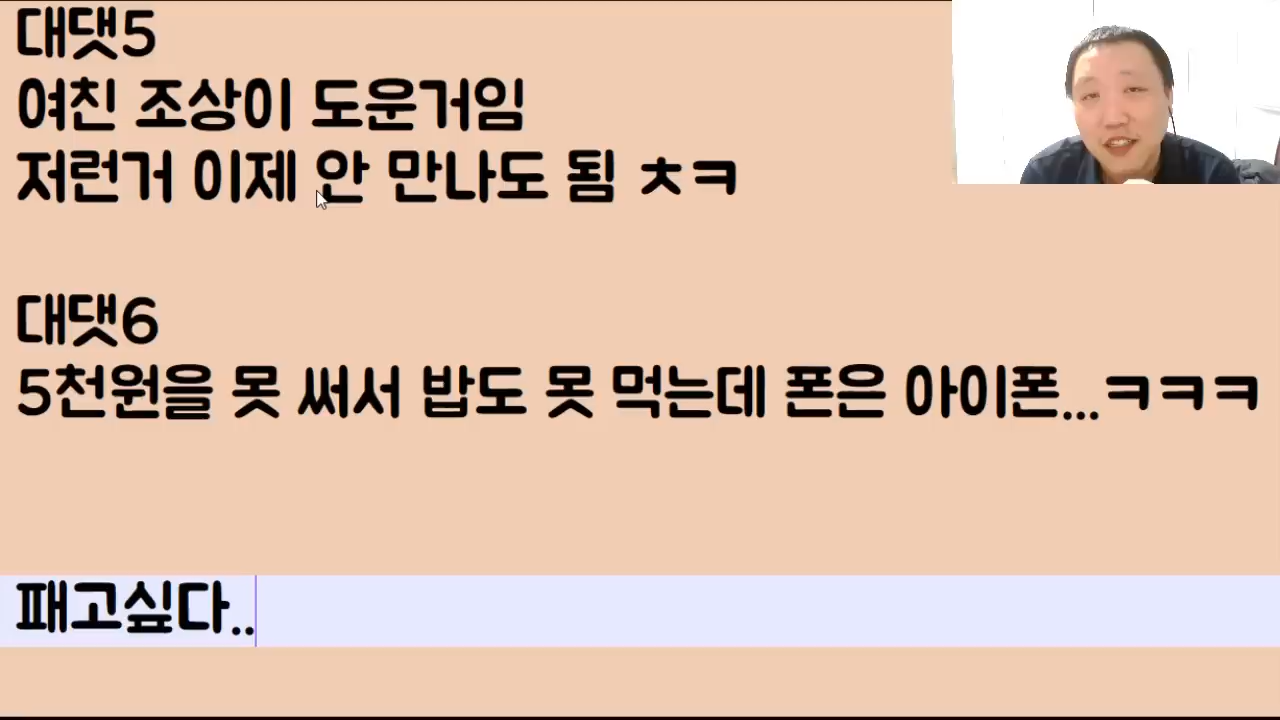 대댓5
여친 조상이 도운거임
저런거 이제 안 만나도 됨 ㅊㅋ
대댓6
5천원을 못 써서 밥도 못 먹는데 폰은 아이폰...ㅋㅋㅋ
패고싶다..